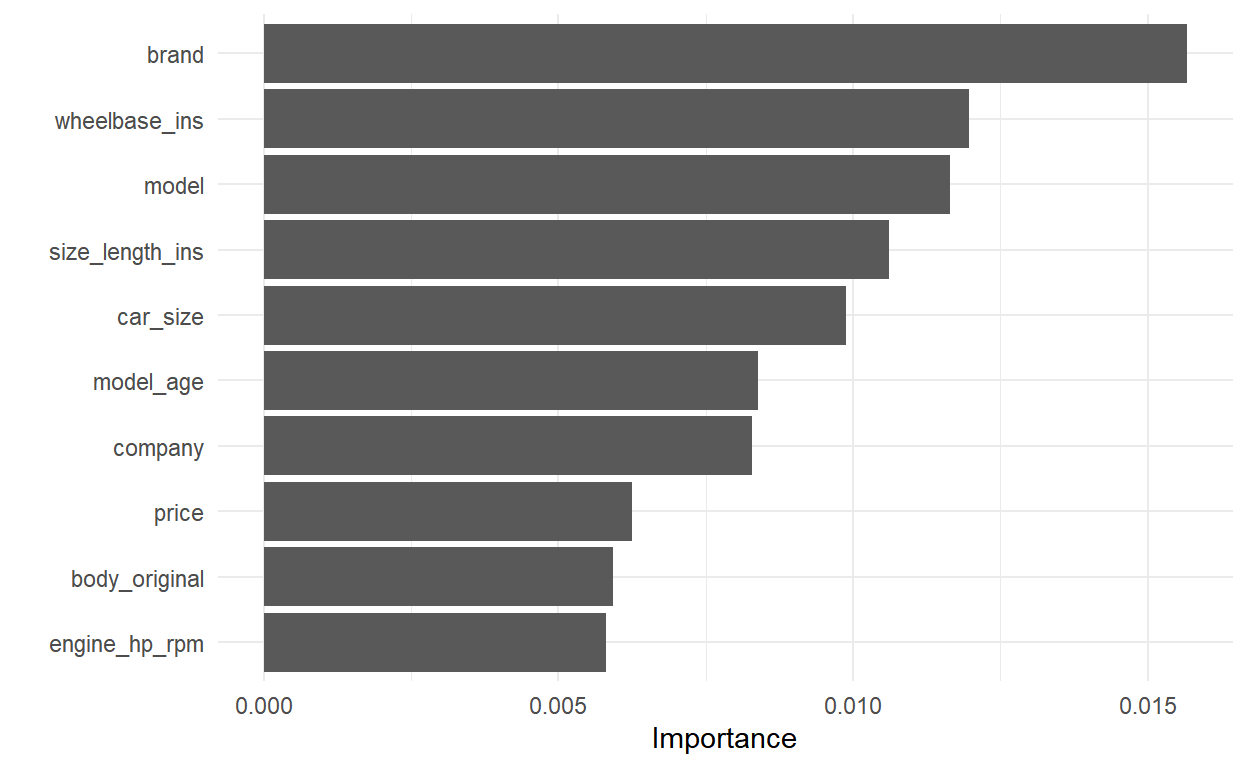 brand
wheelbase_ins
model
size_length_ins
car_size
model_age
company
price
body_original
engine_hp_rpm
0.000 0.005 0.010 0.015
Importance